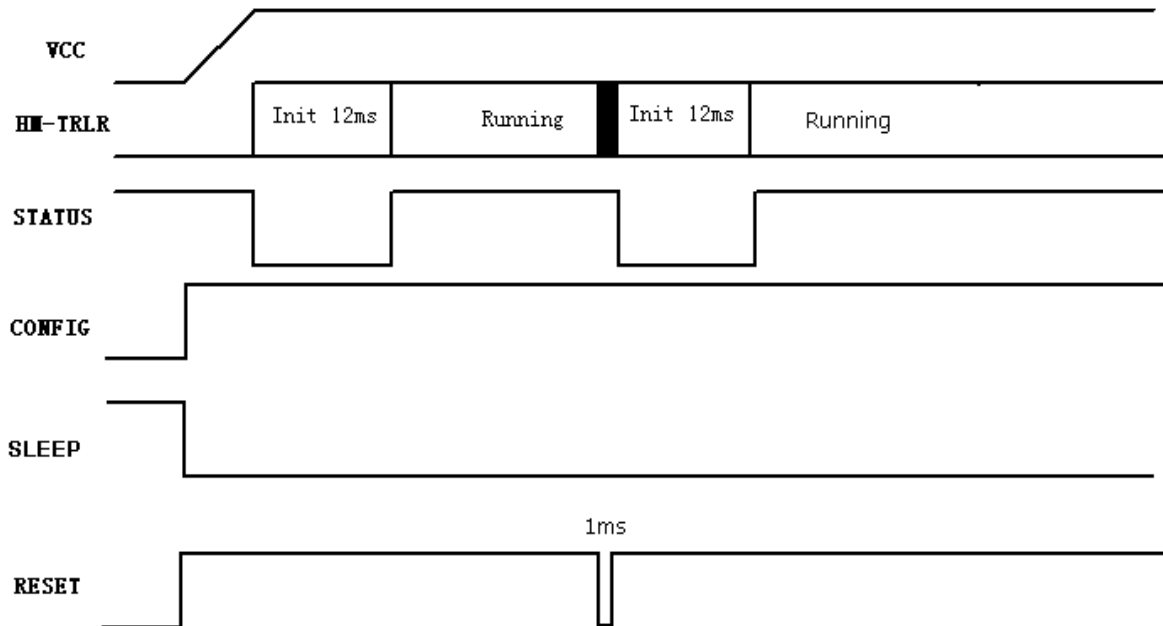 VCC
HM-TRLR
Init 12ms
Running
Init 12ms
Running
STATUS
CONFIG
SLEEP
1ms
RESET